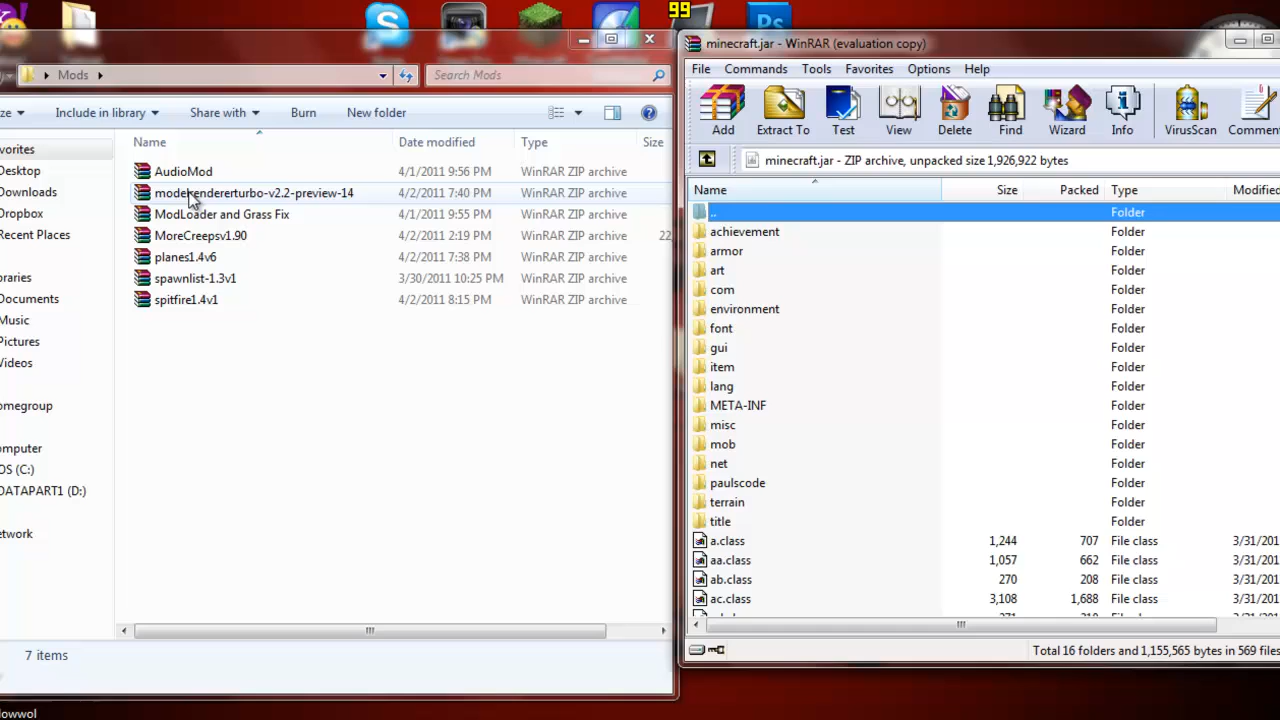 99
minecraft.jar - WinRAR (evaluation copy)
Mods
Search Mods
File Commands Tools Favorites Options Help
ze Include in library Share with Burn New folder
Add Extract To Test View Delete Find Wizard Info VirusScan Commen
minecraft.jar - ZIP archive, unpacked size 1,926,922 bytes
Name Date modified Type Size
vorites
Desktop
Downloads
Dropbox
Recent Places
raries
Documents
Music
Pictures
Videos
omegroup
omputer
OS (C:)
DATAPART1 (D:)
etwork
AudioMod 4/1/2011 9:56 PM WinRAR ZIP archive
4/2/2011 7:40 PM WinRAR ZIP archive
ModLoader and Grass Fix 4/1/2011 9:55 PM WinRAR ZIP archive
MoreCreepsv1.90 4/2/2011 2:19 PM WinRAR ZIP archive 22
planes1.4v6 4/2/2011 7:38 PM WinRAR ZIP archive
spawnlist-1.3v1 3/30/2011 10:25 PM WinRAR ZIP archive
spitfire1.4v1 4/2/2011 8:15 PM WinRAR ZIP archive
7 items
Name Size Packed Type Modified
.. Folder
achievement Folder
armor Folder
art Folder
com Folder
environment Folder
font Folder
gui Folder
item Folder
lang Folder
META-INF Folder
misc Folder
mob Folder
net Folder
paulscode Folder
terrain Folder
title Folder
a.class 1,244 707 File class 3/31/201
aa.class 1,057 662 File class 3/31/201
ab.class 270 208 File class 3/31/201
ac.class 3,108 1,688 File class 3/31/201
Total 16 folders and 1,155,565 bytes in 569 files
lowwol